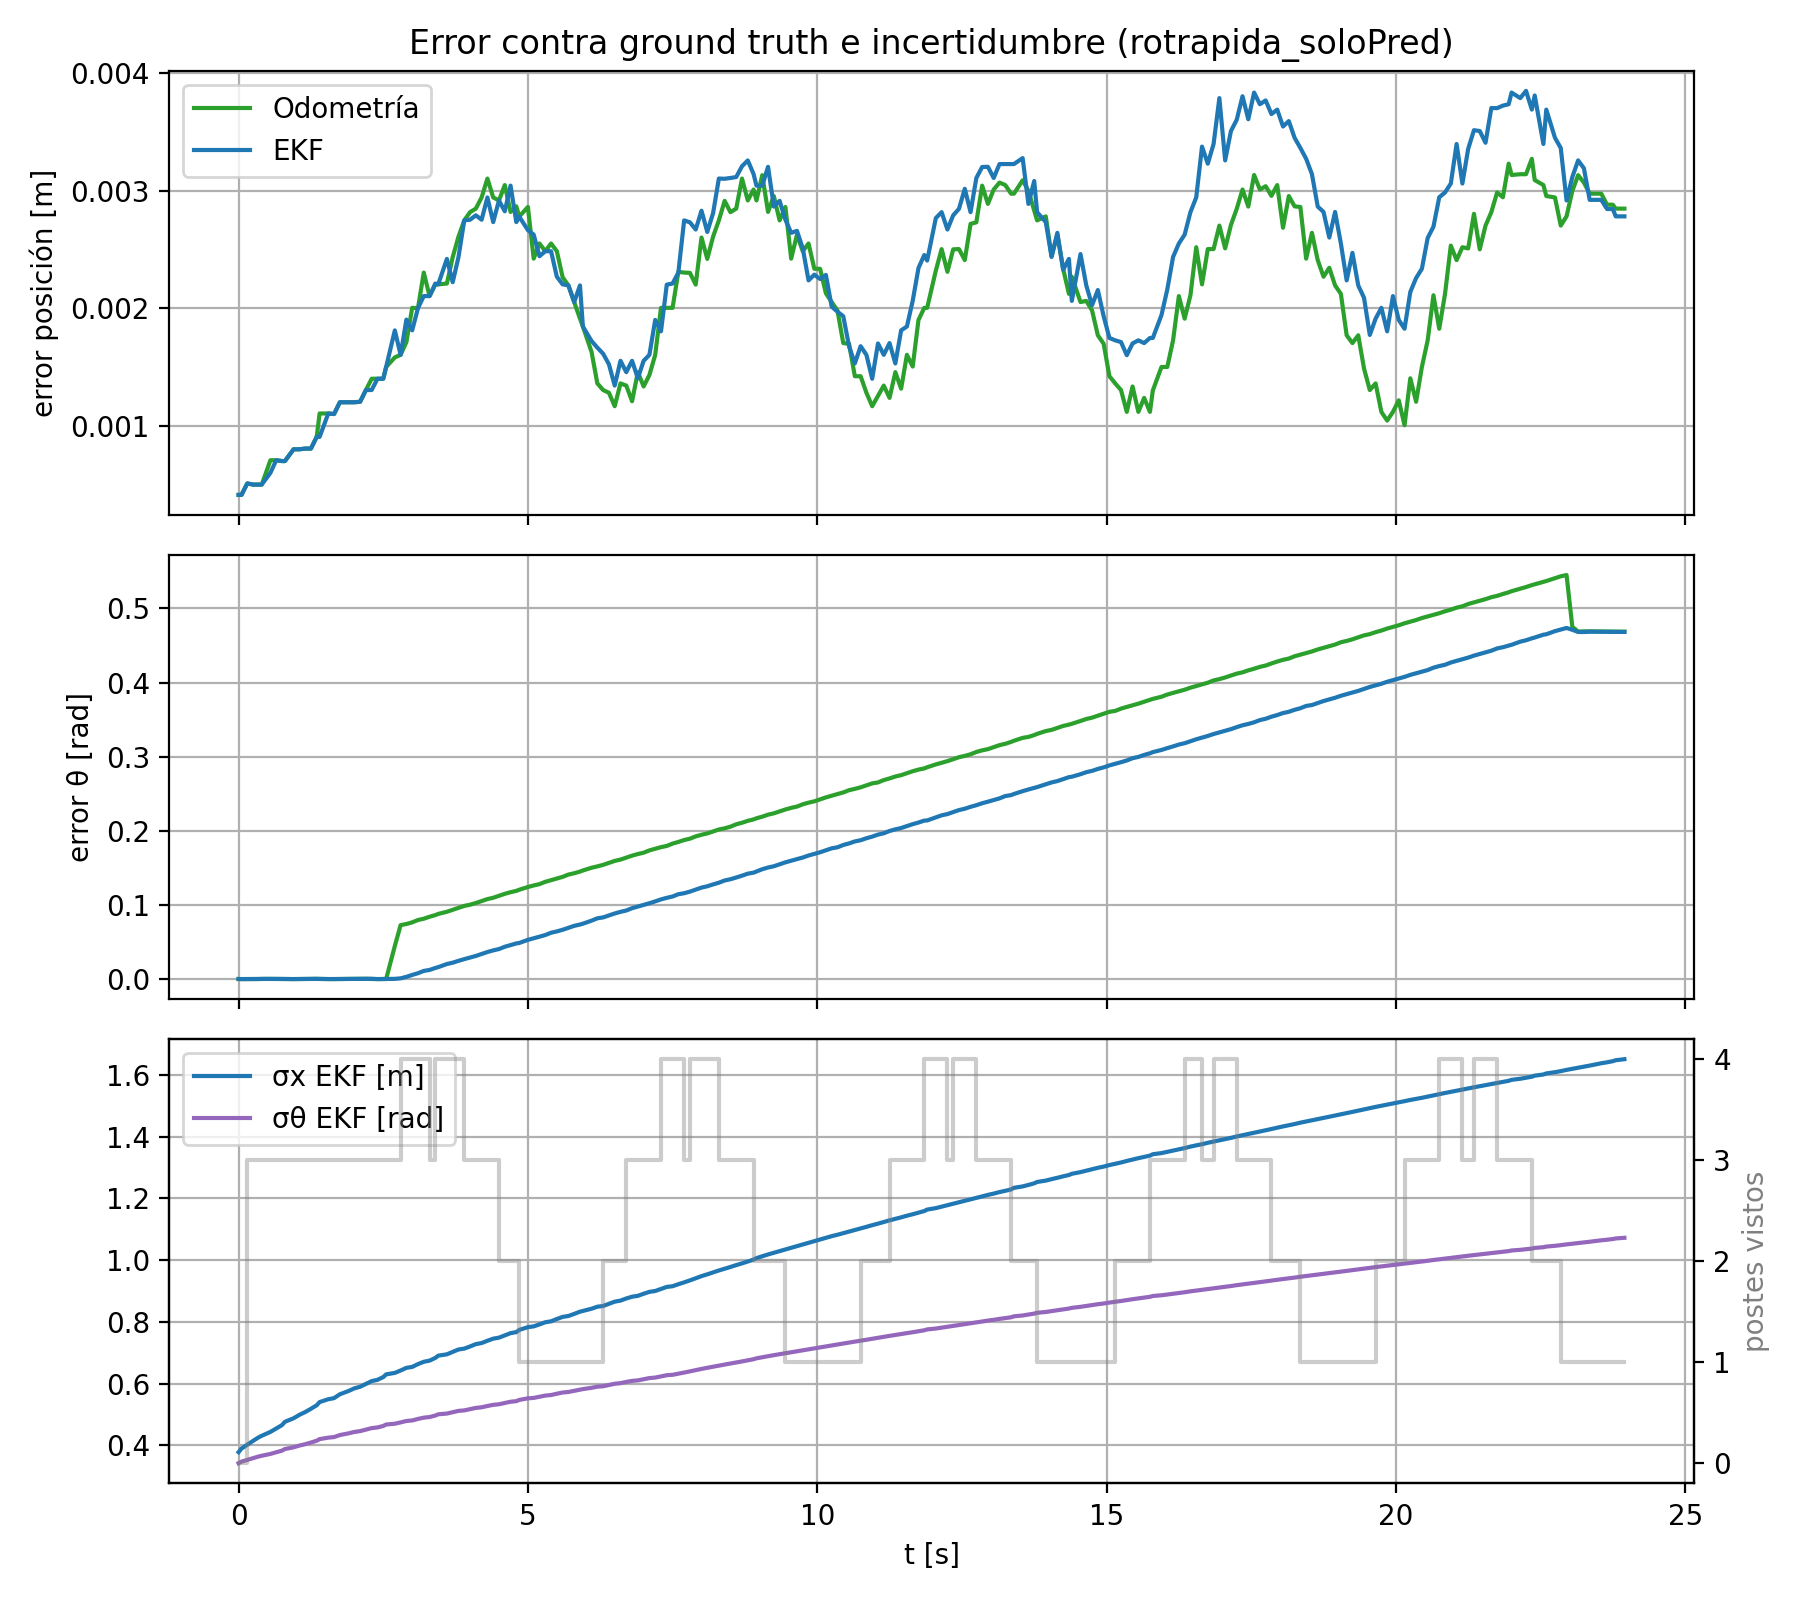 Error contra ground truth e incertidumbre (rotrapida_soloPred)
0.004
0.003
0.002
0.001
error posición [m]
Odometría
EKF
0.5
0.4
0.3
0.2
0.1
0.0
error θ [rad]
1.6
1.4
1.2
1.0
0.8
0.6
0.4
σx EKF [m]
σθ EKF [rad]
4
3
2
1
0
postes vistos
0 5 10 15 20 25
t [s]